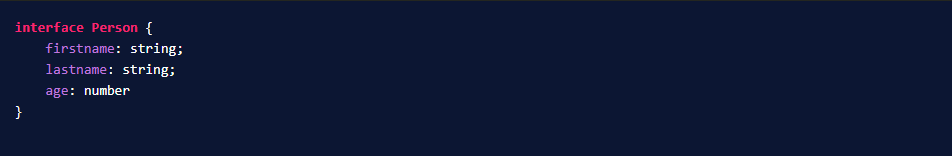 interface Person {
    firstname: string;
    lastname: string;
    age: number
}